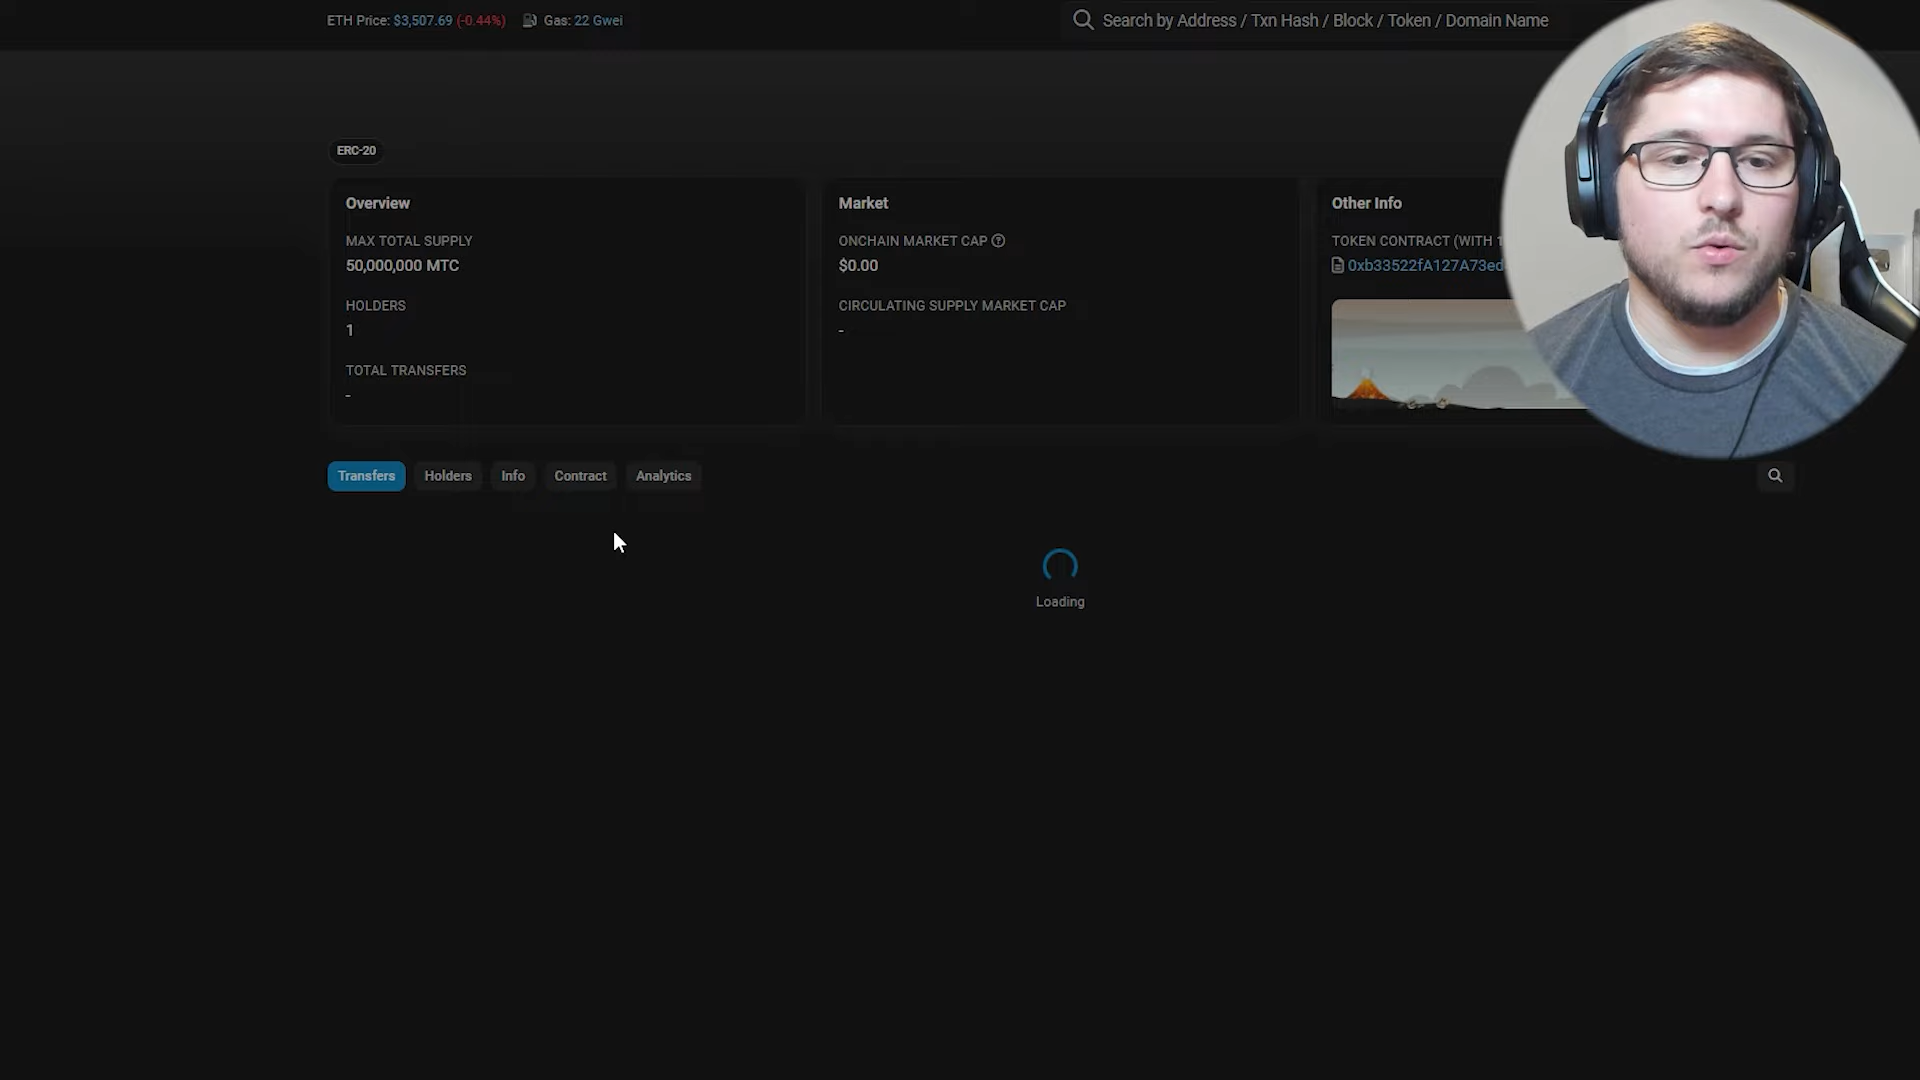 ETH Price: $3,507.69 (-0.44%) Gas: 22 Gwei
Search by Address / Txn Hash / Block / Token / Domain Name
ERC-20
Overview
MAX TOTAL SUPPLY
50,000,000 MTC
HOLDERS
1
TOTAL TRANSFERS
-
Market
ONCHAIN MARKET CAP
$0.00
CIRCULATING SUPPLY MARKET CAP
-
Other Info
TOKEN CONTRACT (WITH 1
0xb33522fA127A73ed
Transfers Holders Info Contract Analytics
Loading